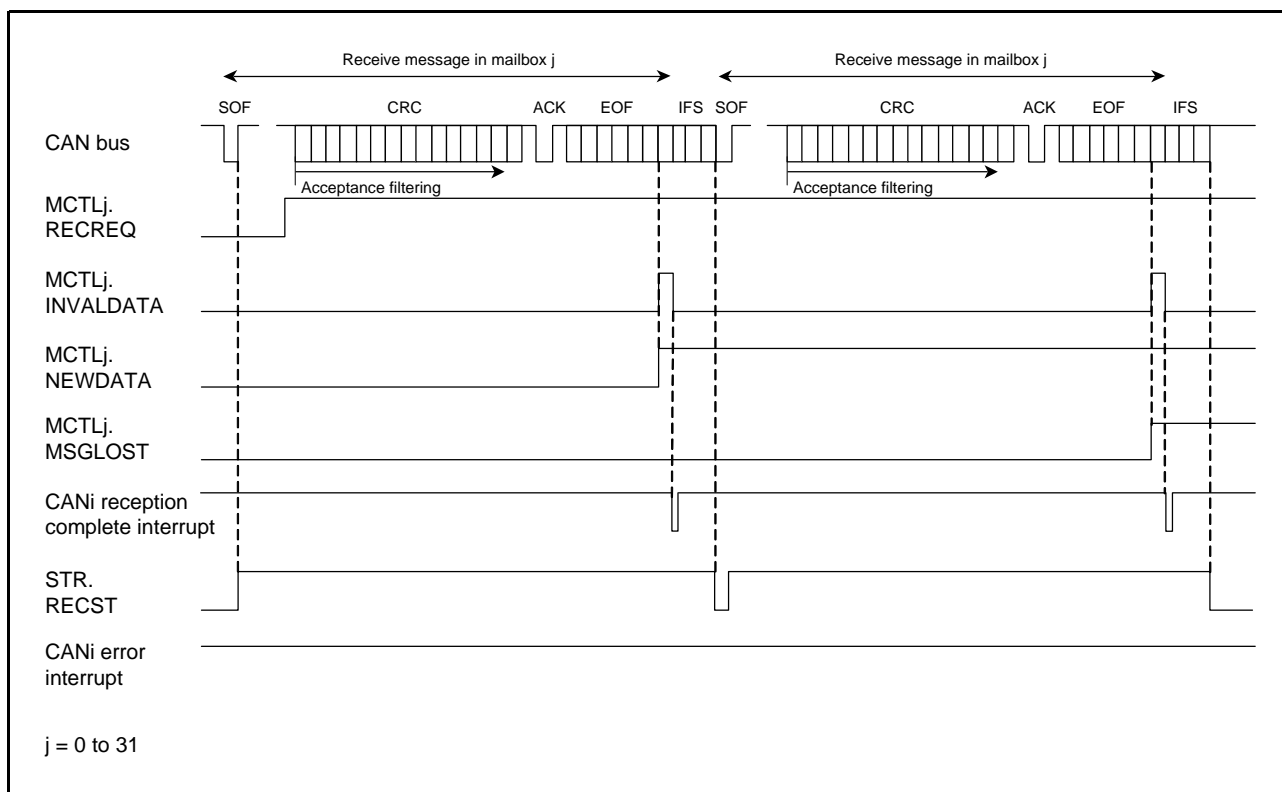 Receive message in mailbox j
Receive message in mailbox j
SOF
CRC
ACK
EOF
IFS
SOF
CRC
ACK
EOF
IFS
CAN bus
Acceptance filtering
Acceptance filtering
MCTLj.
RECREQ
MCTLj.
INVALDATA
MCTLj.
NEWDATA
MCTLj.
MSGLOST
CANi reception
complete interrupt
STR.
RECST
CANi error
interrupt
j = 0 to 31